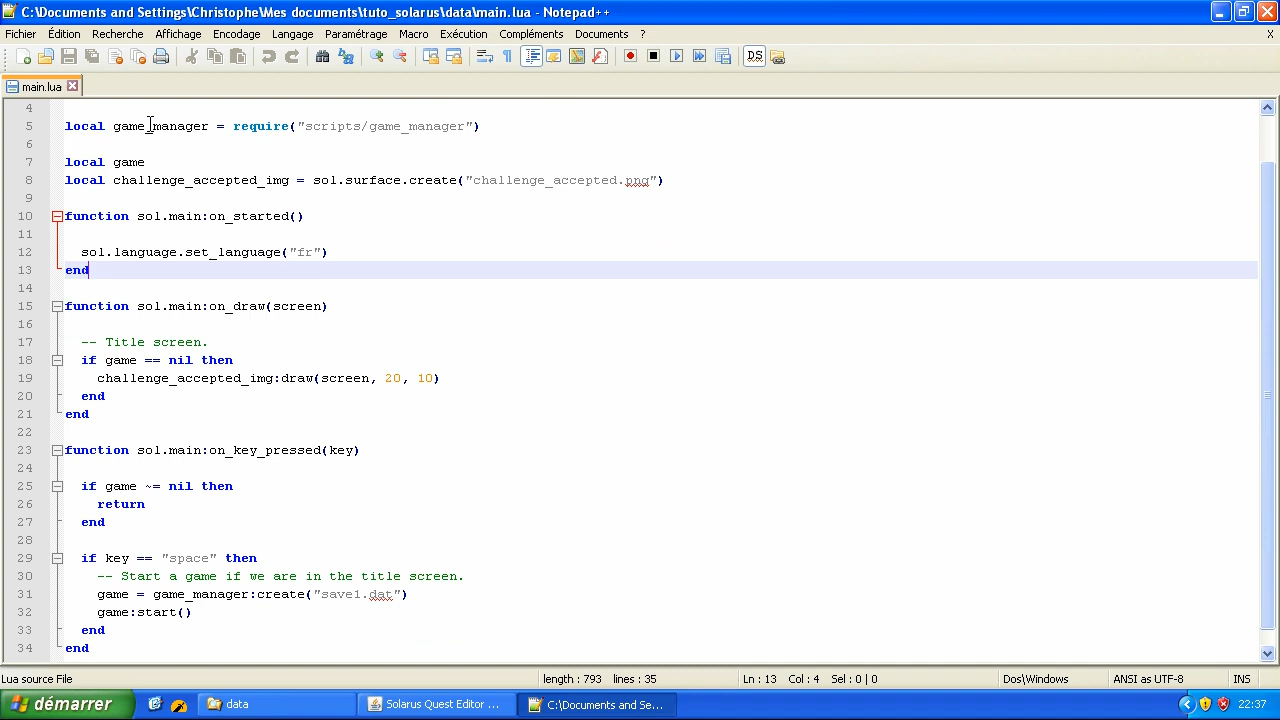 C:\Documents and Settings\Christophe\Mes documents\tuto_solarus\data\main.lua - Notepad++
Fichier Édition Recherche Affichage Encodage Langage Paramétrage Macro Exécution Compléments Documents ? X
main.lua
4
5 local game_manager = require("scripts/game_manager")
6
7 local game
8 local challenge_accepted_img = sol.surface.create("challenge_accepted.png")
9
10 function sol.main:on_started()
11
12 sol.language.set_language("fr")
13 end
14
15 function sol.main:on_draw(screen)
16
17 -- Title screen.
18 if game == nil then
19 challenge_accepted_img:draw(screen, 20, 10)
20 end
21 end
22
23 function sol.main:on_key_pressed(key)
24
25 if game ~= nil then
26 return
27 end
28
29 if key == "space" then
30 -- Start a game if we are in the title screen.
31 game = game_manager:create("save1.dat")
32 game:start()
33 end
34 end
Lua source File length : 793 lines : 35 Ln : 13 Col : 4 Sel : 0 | 0 Dos\Windows ANSI as UTF-8 INS
démarrer data Solarus Quest Editor ... C:\Documents and Se... 22:37